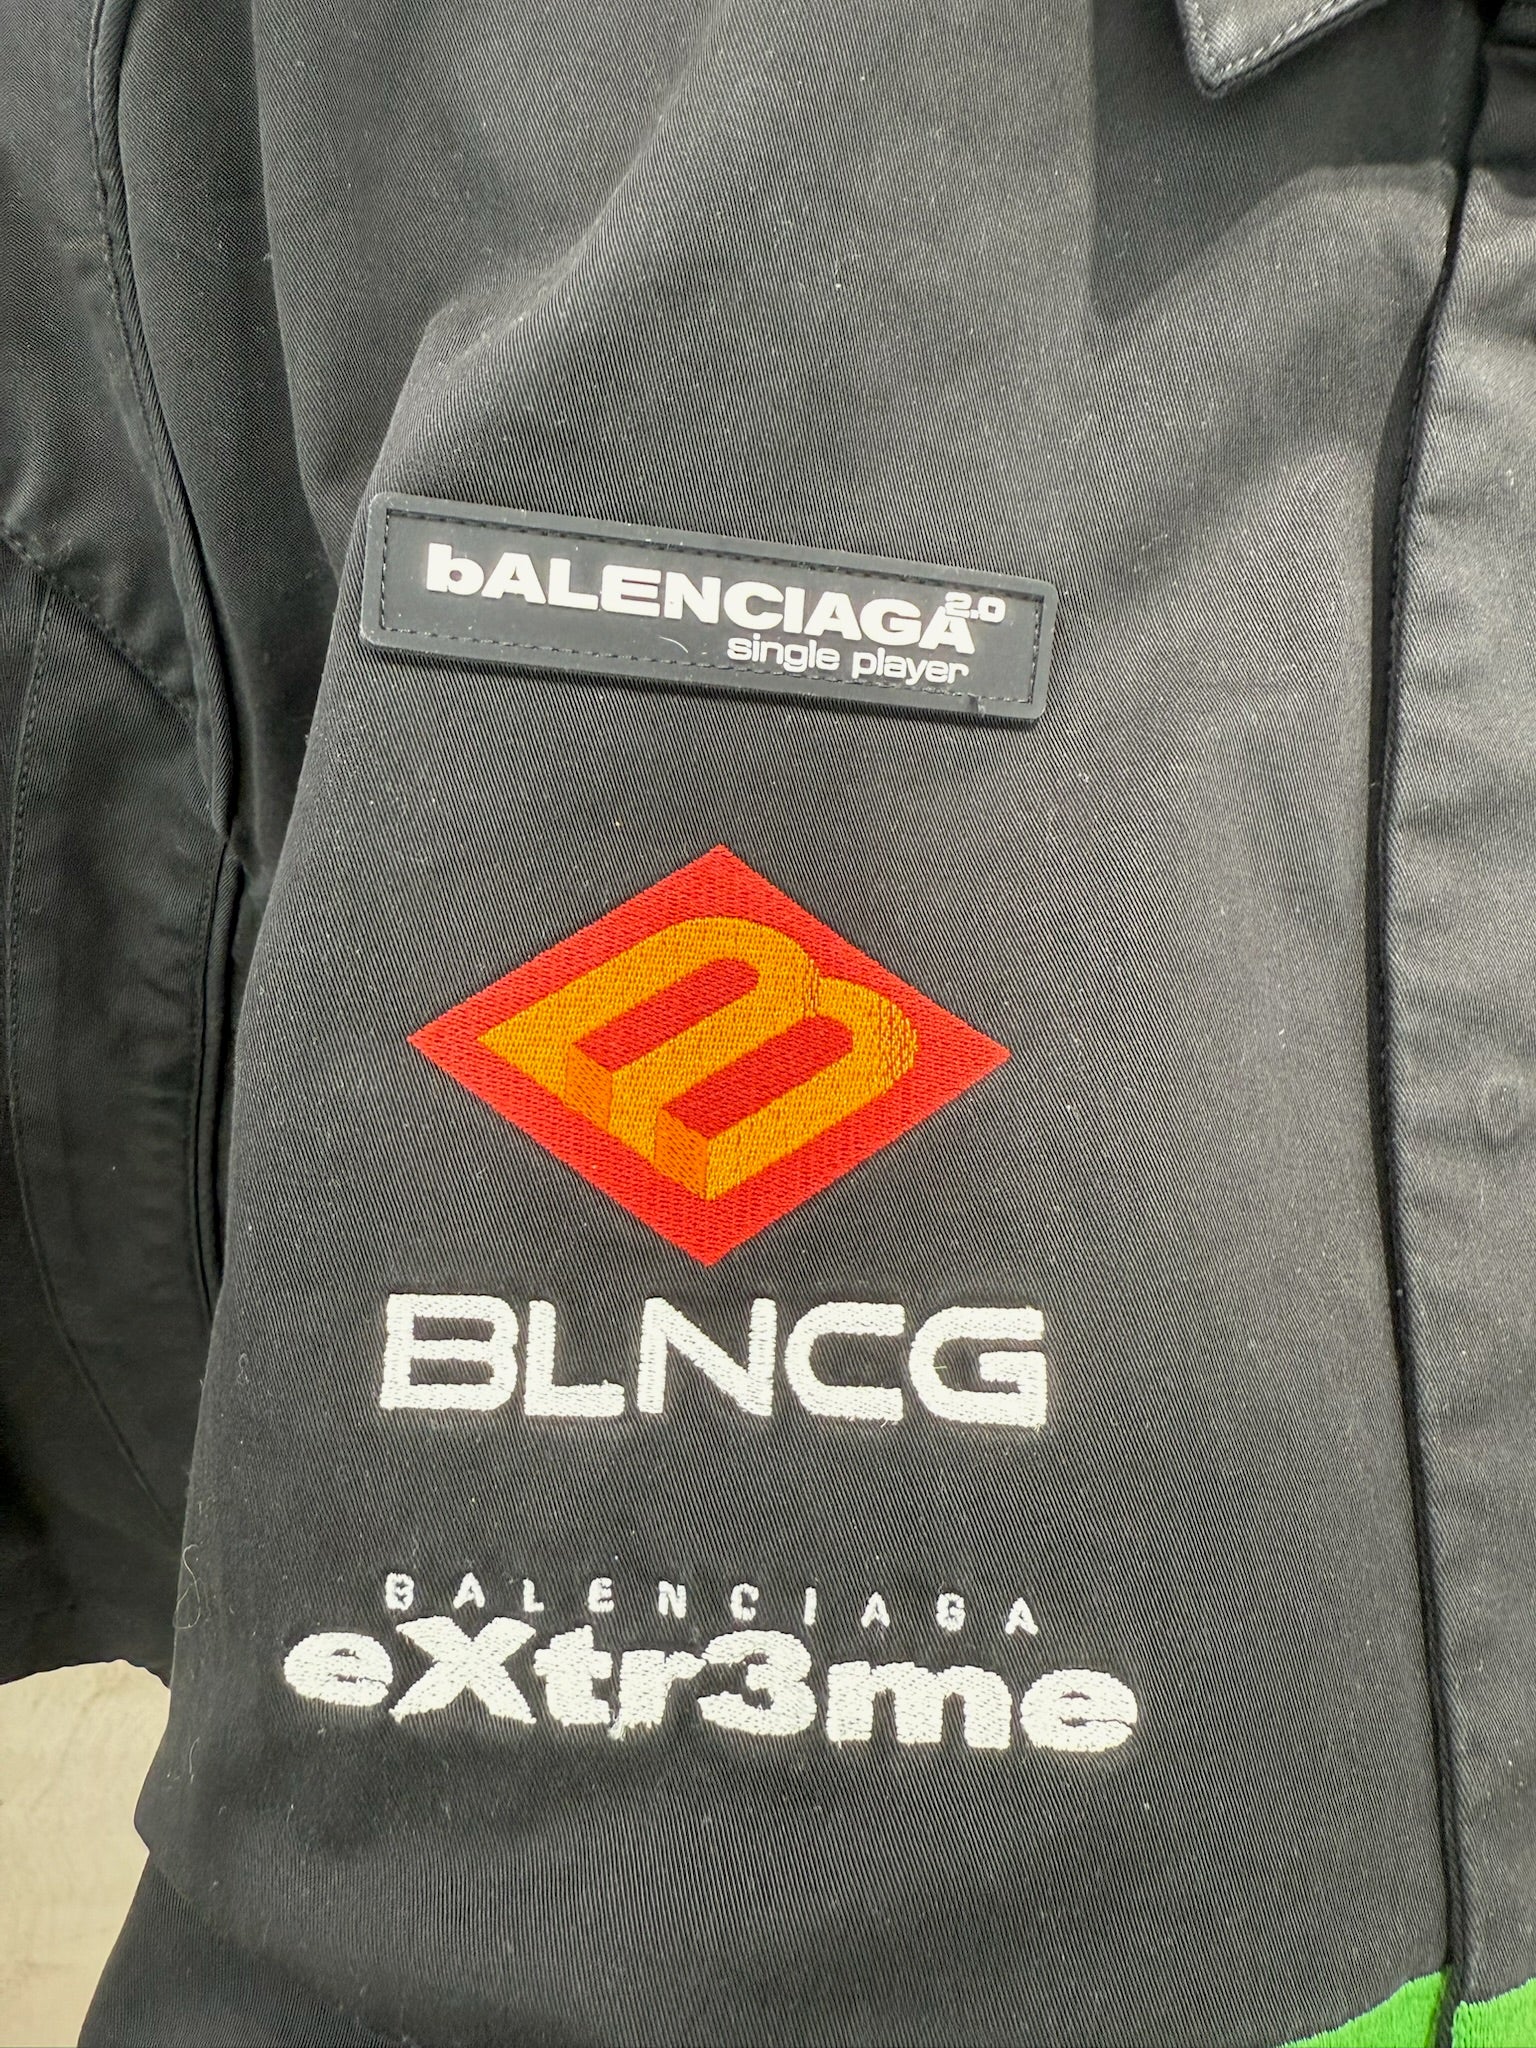 bALENCIAGA 2.0
single player
B
BLNCG
BALENCIAGA
eXtr3me